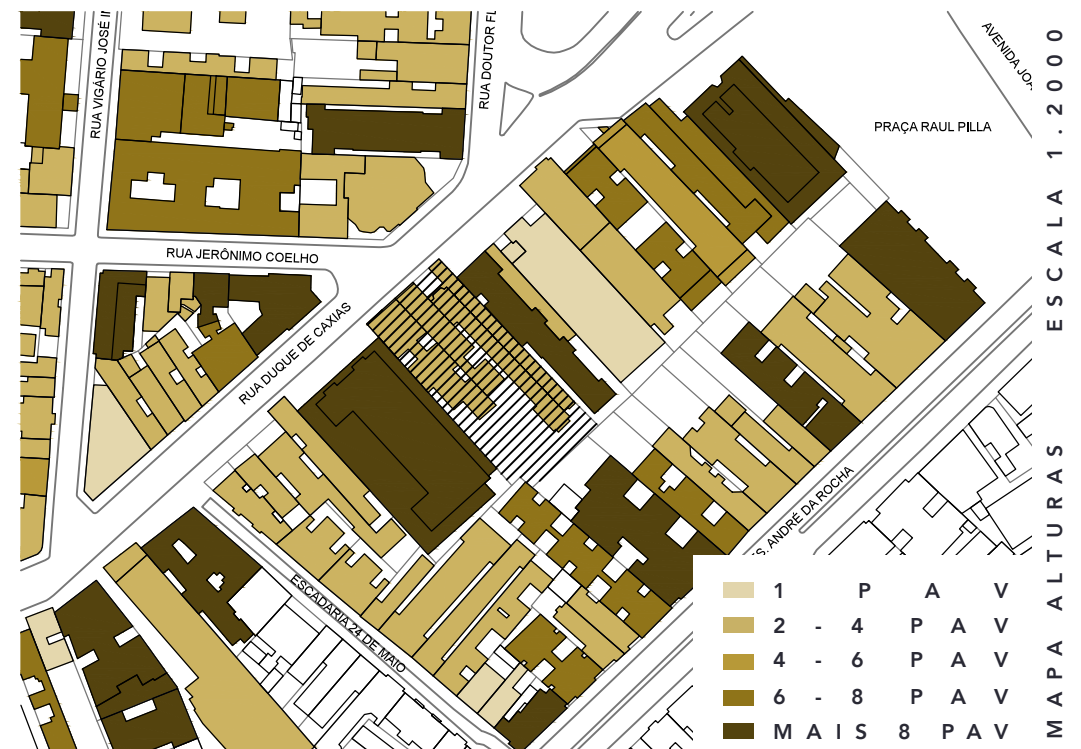 RUA VIGÁRIO JOSÉ I
RUA DOUTOR FL
AVENIDA JO
PRAÇA RAUL PILLA
RUA JERÔNIMO COELHO
RUA DUQUE DE CAXIAS
ESCADARIA 24 DE MAIO
S. ANDRÉ DA ROCHA
1 PAV
2 - 4 PAV
4 - 6 PAV
6 - 8 PAV
MAIS 8 PAV
MAPA ALTURAS ESCALA 1.2000